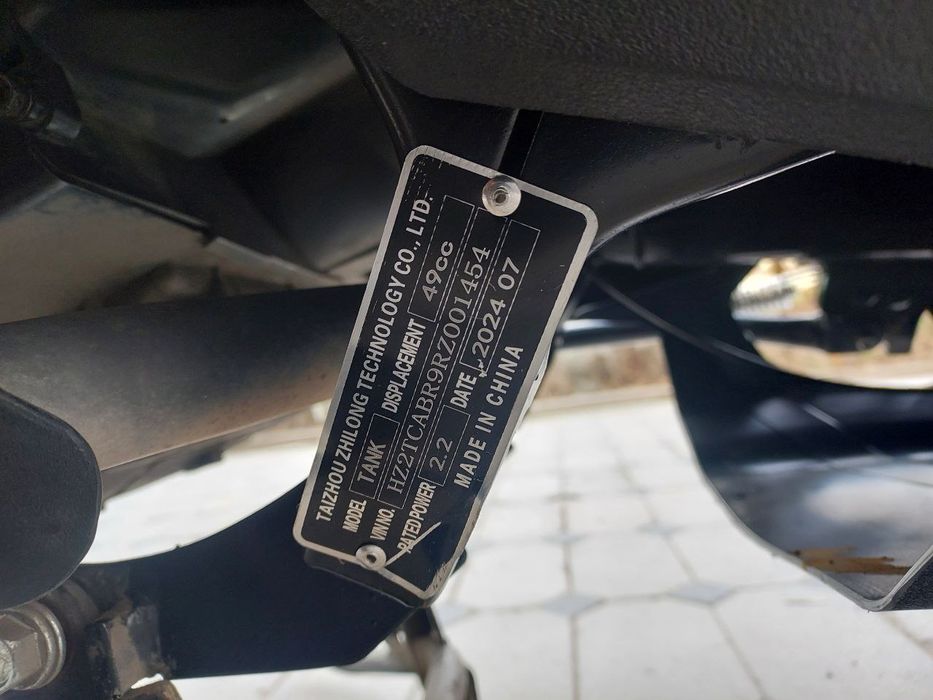 TAIZHOU ZHILONG TECHNOLOGY CO., LTD.
MODEL TANK DISPLACEMENT 49cc
VIN NO. HZ2TCABR9RZ001454
RATED POWER 2.2 DATE 2024 07
MADE IN CHINA